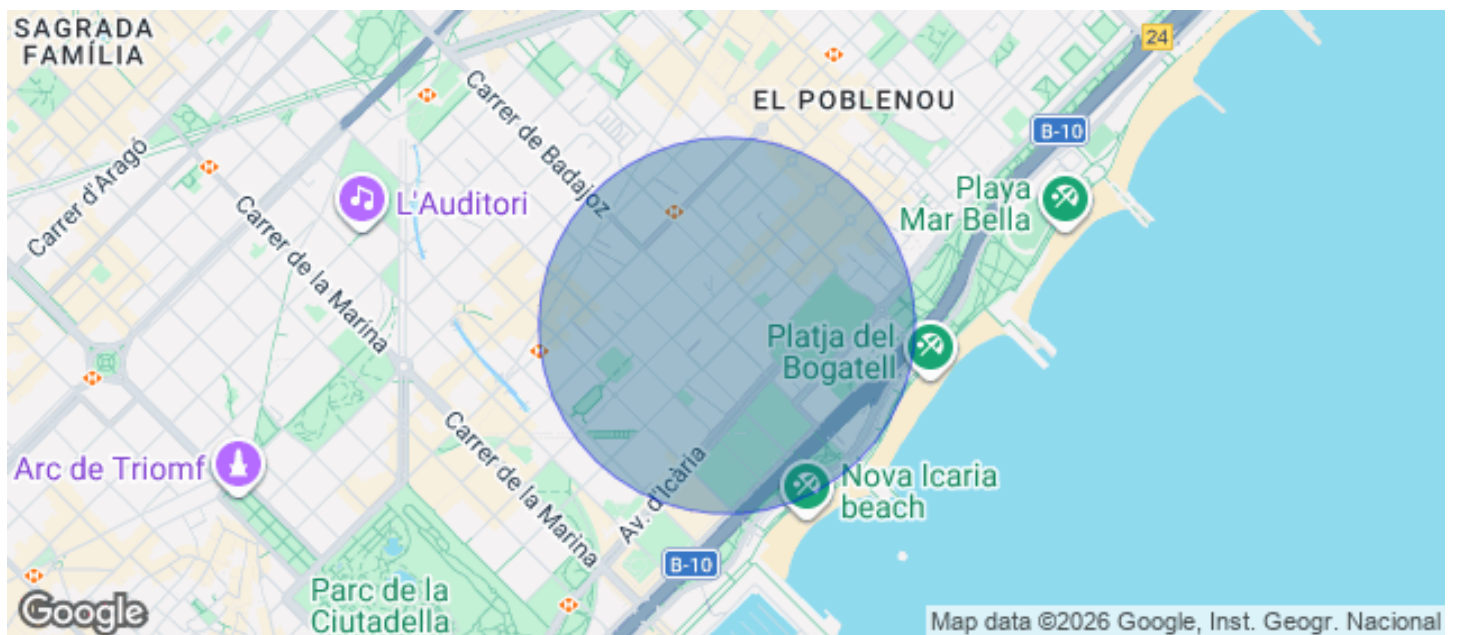 SAGRADA
FAMÍLIA
24
Carrer de Badajoz
EL POBLENOU
B-10
Carrer d'Aragó
L'Auditori
Playa
Mar Bella
Carrer de la Marina
Platja del
Bogatell
Arc de Triomf
Carrer de la Marina
Av. d'Icària
Nova Icaria
beach
B-10
Parc de la
Ciutadella
Google
Map data ©2026 Google, Inst. Geogr. Nacional